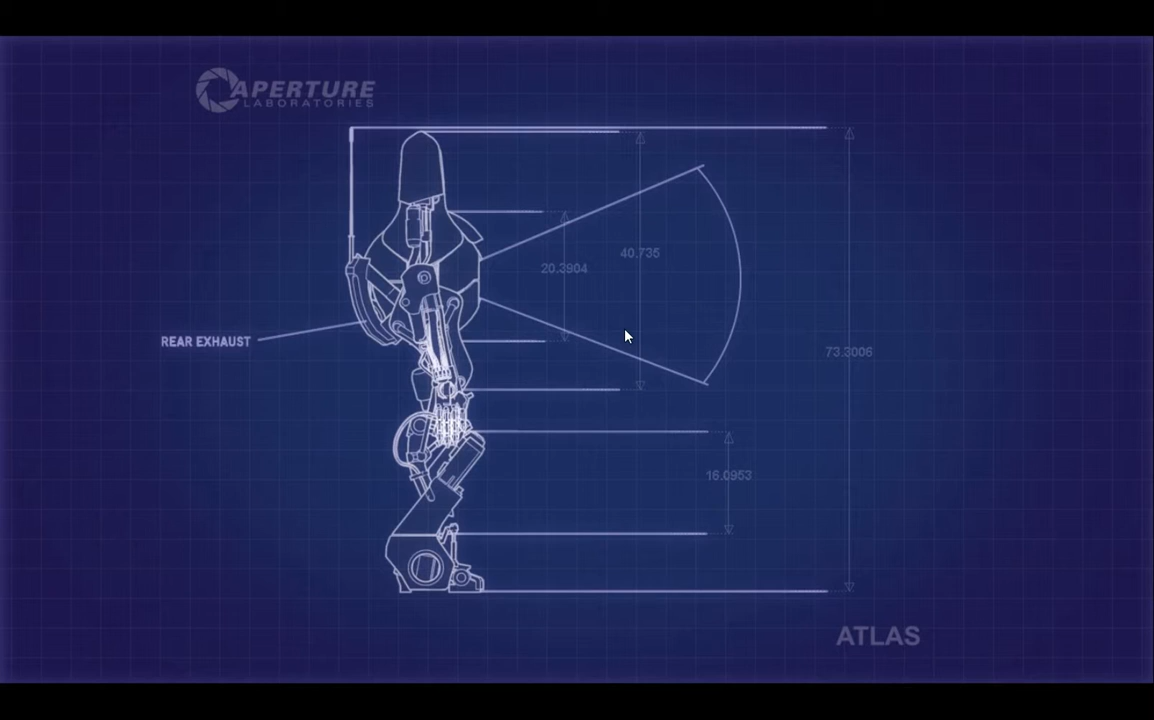 APERTURE
LABORATORIES
40.735
20.3904
REAR EXHAUST
73.3006
16.0953
ATLAS